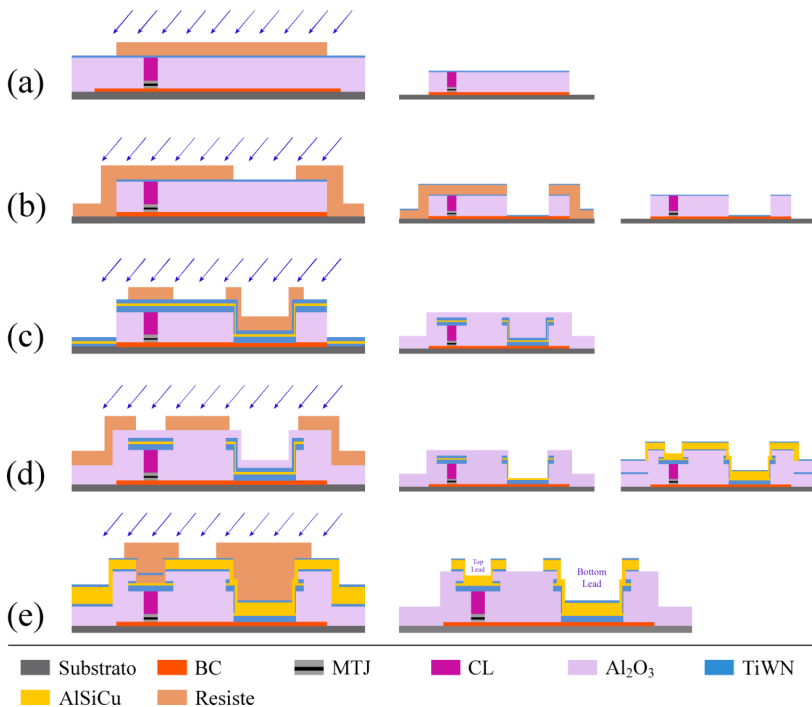 (a)
(b)
(c)
(d)
(e)
Top
Lead
Bottom
Lead
Substrato
BC
MTJ
CL
Al₂O₃
TiWN
AlSiCu
Resiste